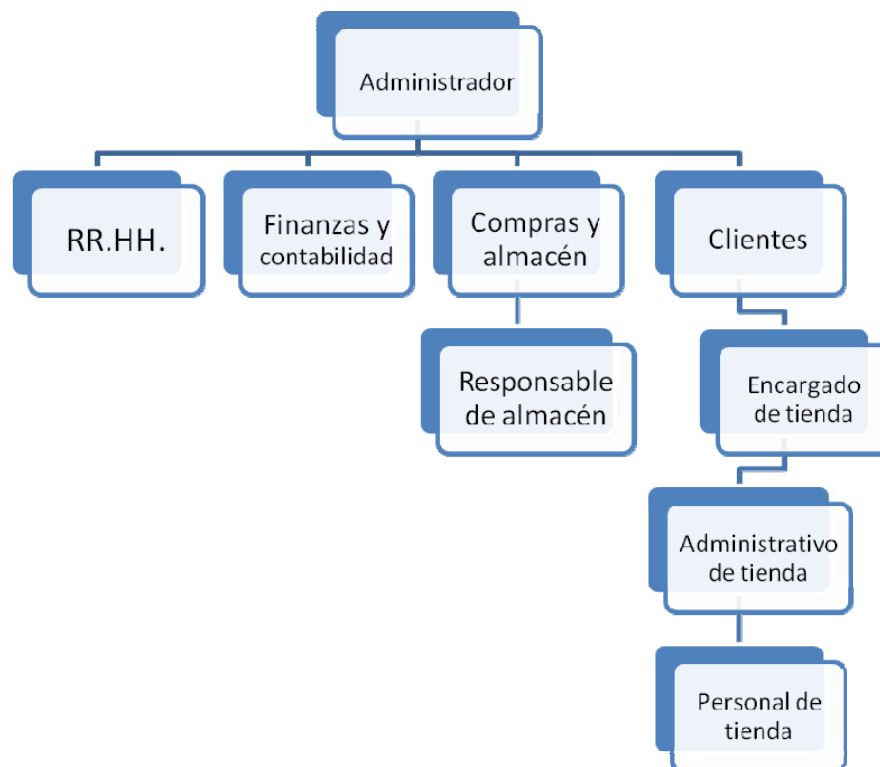 Administrador
RR.HH.
Finanzas y
contabilidad
Compras y
almacén
Clientes
Responsable
de almacén
Encargado
de tienda
Administrativo
de tienda
Personal de
tienda